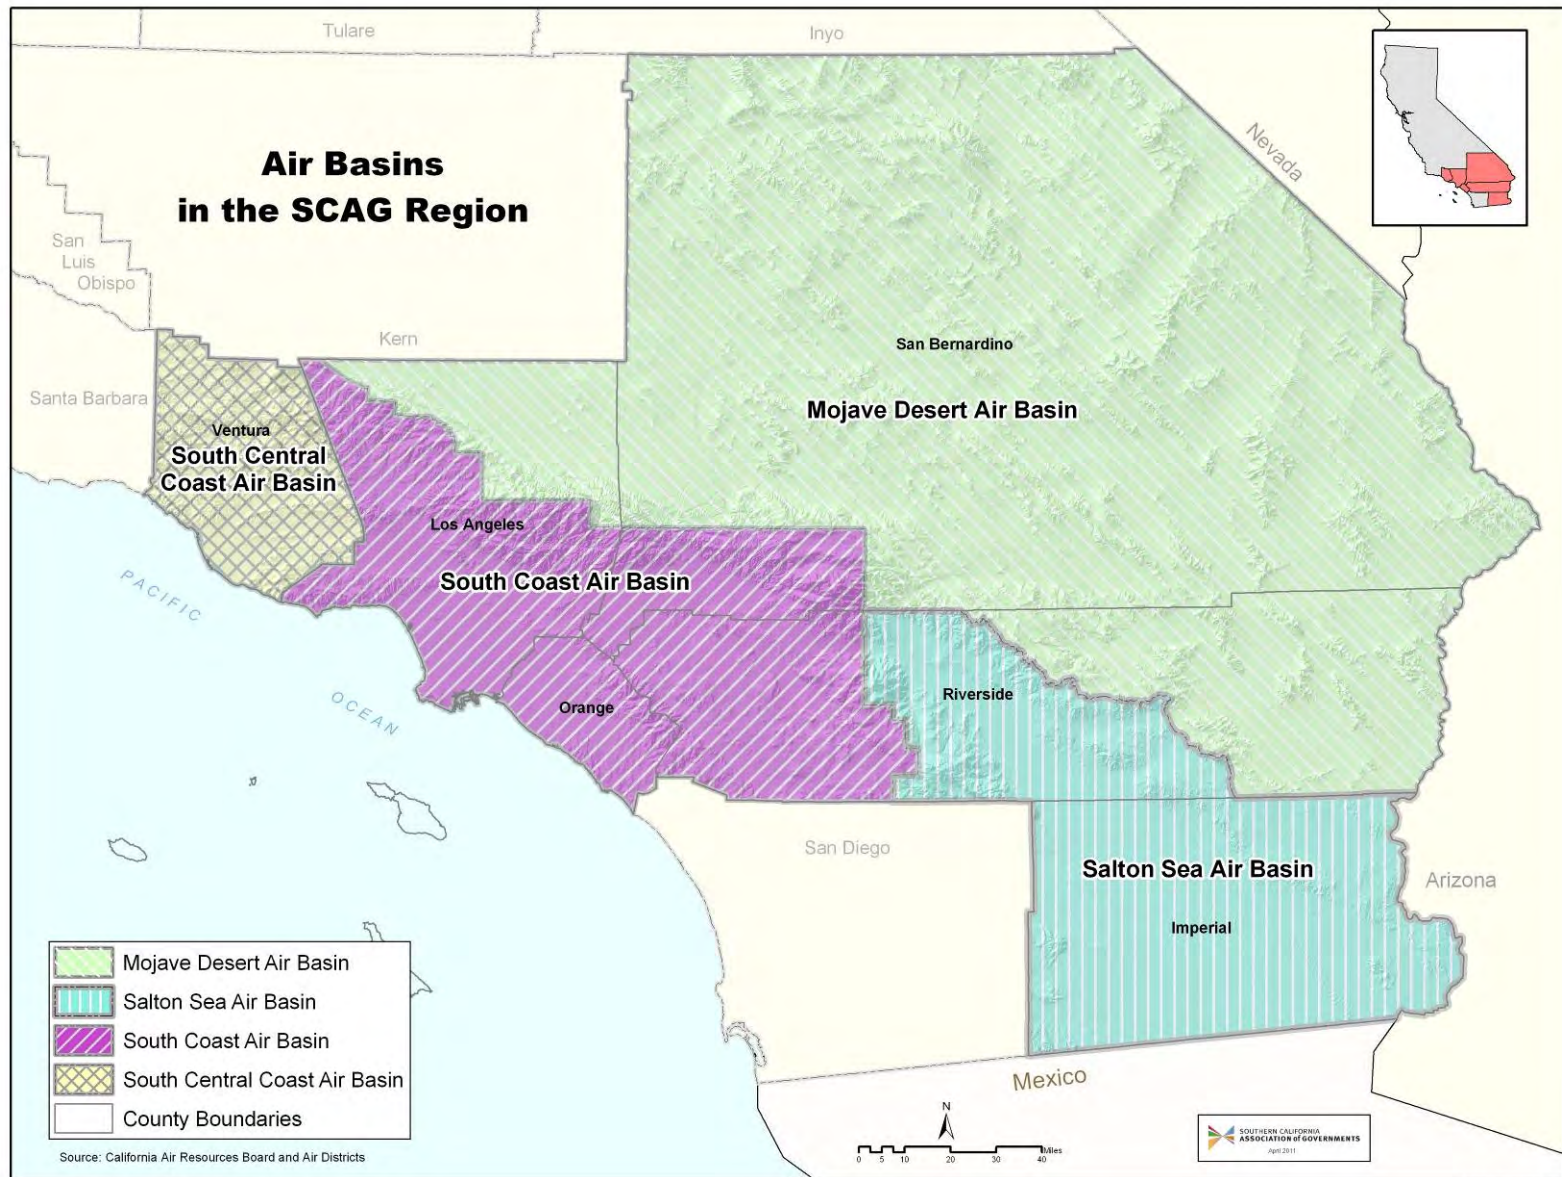 Tulare
Inyo
Air Basins
in the SCAG Region
Nevada
San
Luis
Obispo
Kern
San Bernardino
Santa Barbara
Mojave Desert Air Basin
Ventura
South Central
Coast Air Basin
Los Angeles
South Coast Air Basin
PACIFIC
OCEAN
Riverside
Orange
San Diego
Salton Sea Air Basin
Arizona
Imperial
Mojave Desert Air Basin
Salton Sea Air Basin
South Coast Air Basin
South Central Coast Air Basin
County Boundaries
Source: California Air Resources Board and Air Districts
Mexico
N
Miles
0 5 10 20 30 40
SOUTHERN CALIFORNIA
ASSOCIATION of GOVERNMENTS
April 2011